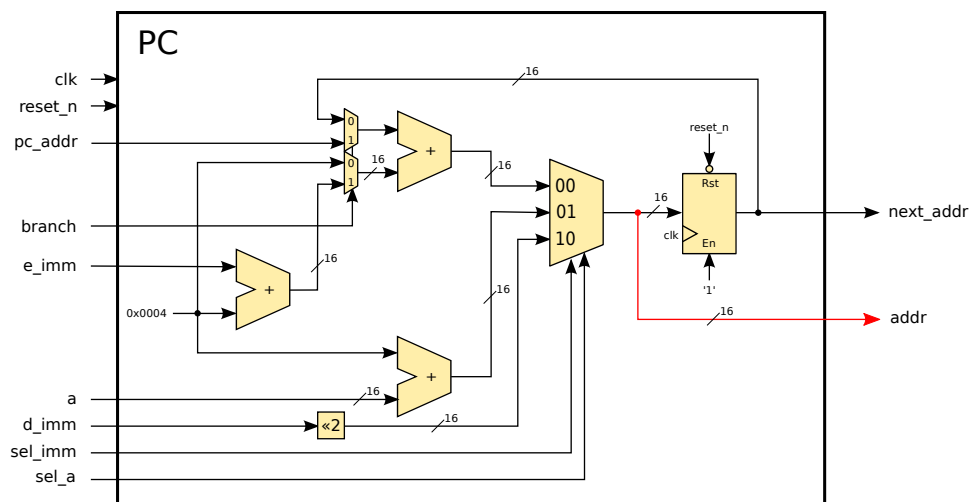 PC
16
clk
reset_n
0
reset_n
pc_addr
1
+
0
16
16
1
Rst
00
16
01
next_addr
branch
clk
10
En
e_imm
16
+
'1'
16
0x0004
16
addr
+
a
16
d_imm
«2
16
sel_imm
sel_a